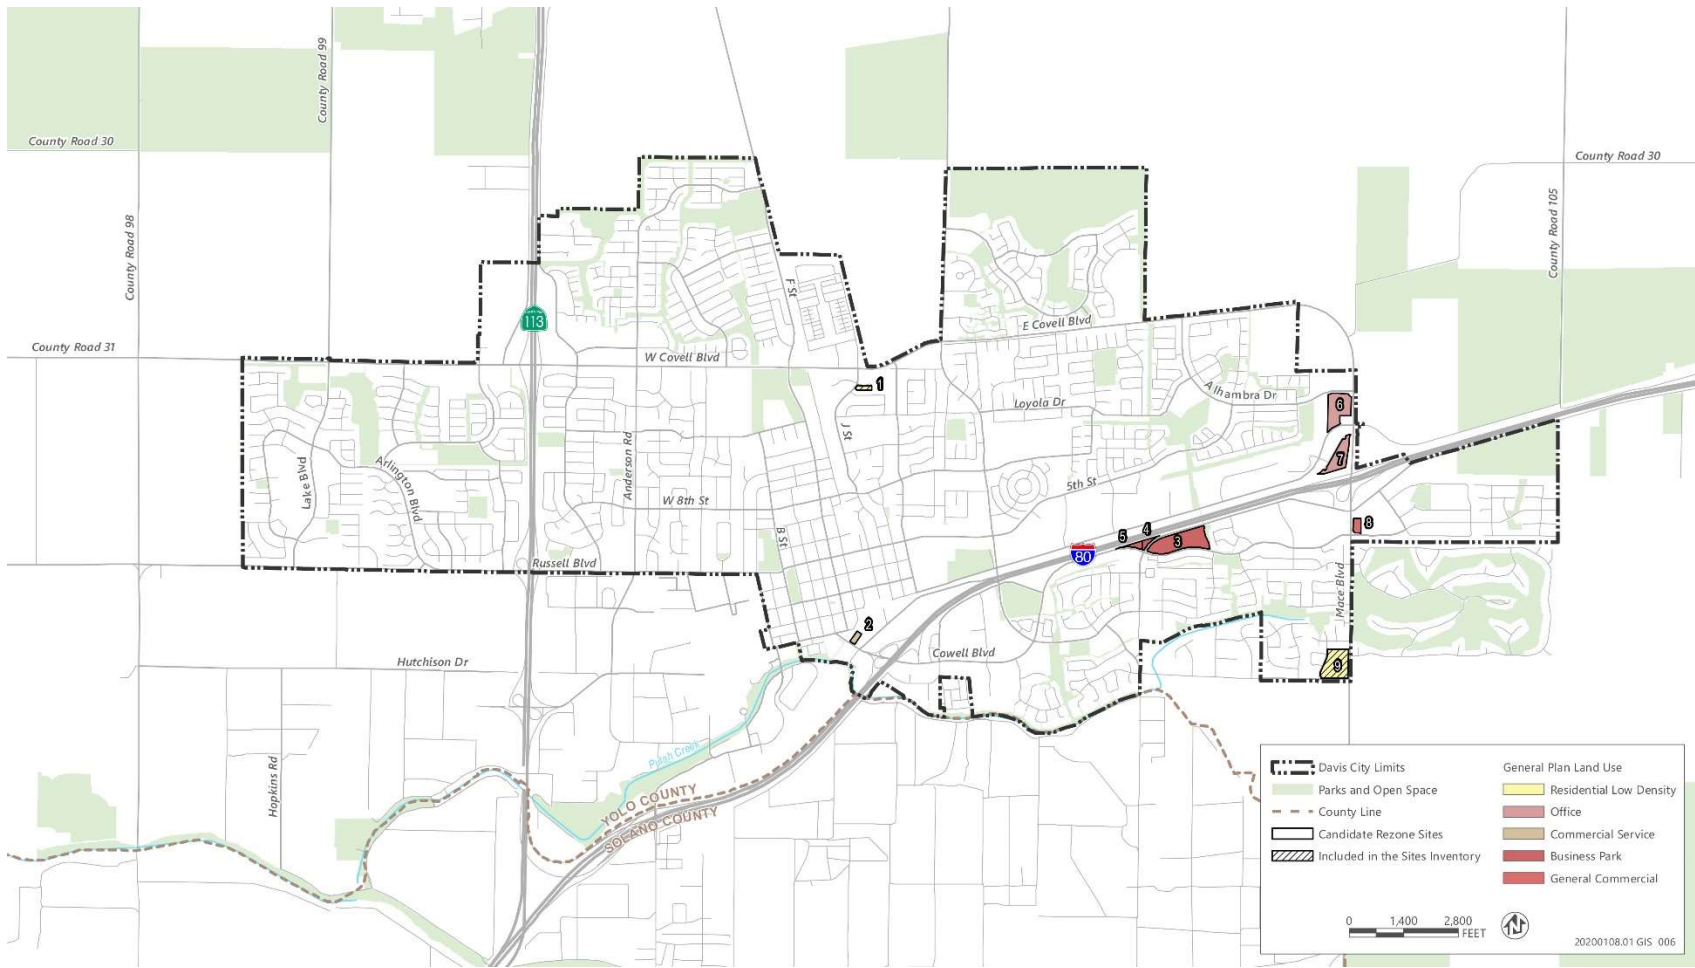 County Road 99
County Road 30
County Road 30
County Road 98
County Road 105
F St
113
E Covell Blvd
County Road 31
W Covell Blvd
1
Alhambra Dr
Loyola Dr
6
J St
Anderson Rd
Arlington Blvd
Lake Blvd
7
5th St
W 8th St
8
B St
5
4
3
80
Russell Blvd
Mace Blvd
2
Cowell Blvd
Hutchison Dr
9
Putah Creek
Hopkins Rd
YOLO COUNTY
SOLANO COUNTY
Davis City Limits
Parks and Open Space
County Line
Candidate Rezone Sites
Included in the Sites Inventory
General Plan Land Use
Residential Low Density
Office
Commercial Service
Business Park
General Commercial
0 1,400 2,800
FEET
20200108.01 GIS 006